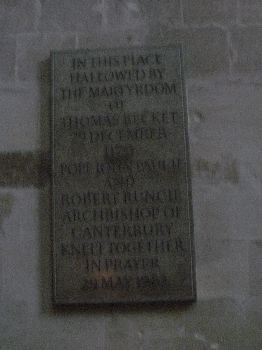 IN THIS PLACE
HALLOWED BY
THE MARTYRDOM
OF
THOMAS BECKET
29 DECEMBER
1170
POPE JOHN PAUL II
AND
ROBERT RUNCIE
ARCHBISHOP OF
CANTERBURY
KNELT TOGETHER
IN PRAYER
29 MAY 1982